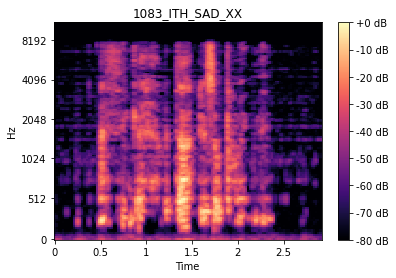 1083_ITH_SAD_XX
+0 dB
8192
-10 dB
4096
-20 dB
-30 dB
Hz
2048
-40 dB
1024
-50 dB
-60 dB
512
-70 dB
0
-80 dB
0 0.5 1 1.5 2 2.5
Time